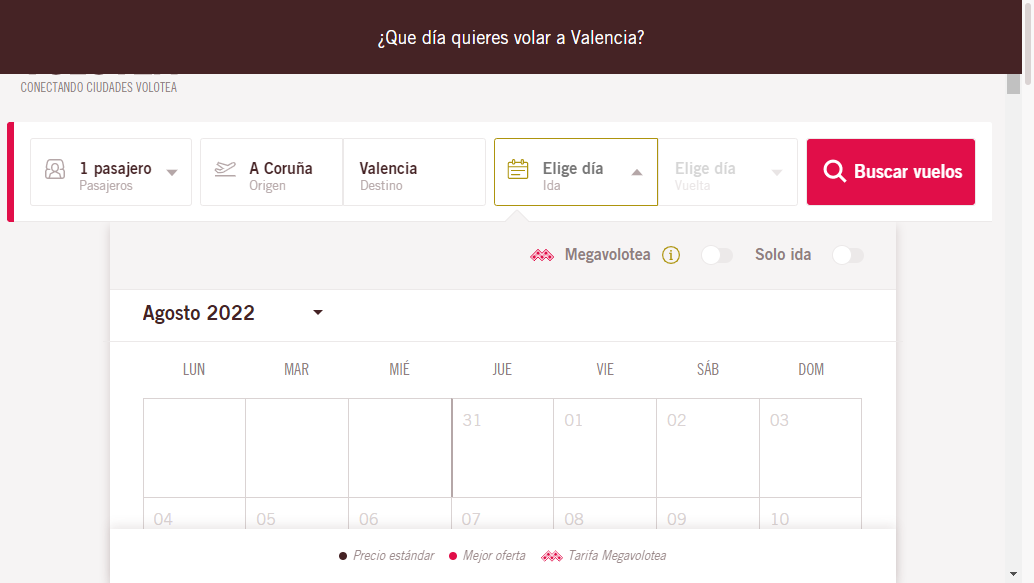 ¿Que día quieres volar a Valencia?
CONECTANDO CIUDADES VOLOTEA
1 pasajero
Pasajeros
A Coruña
Origen
Valencia
Destino
Elige día
Ida
Elige día
Vuelta
Buscar vuelos
Megavolotea
Solo ida
Agosto 2022
LUN MAR MIÉ JUE VIE SÁB DOM
31 01 02 03
04 05 06 07 08 09 10
Precio estándar Mejor oferta Tarifa Megavolotea